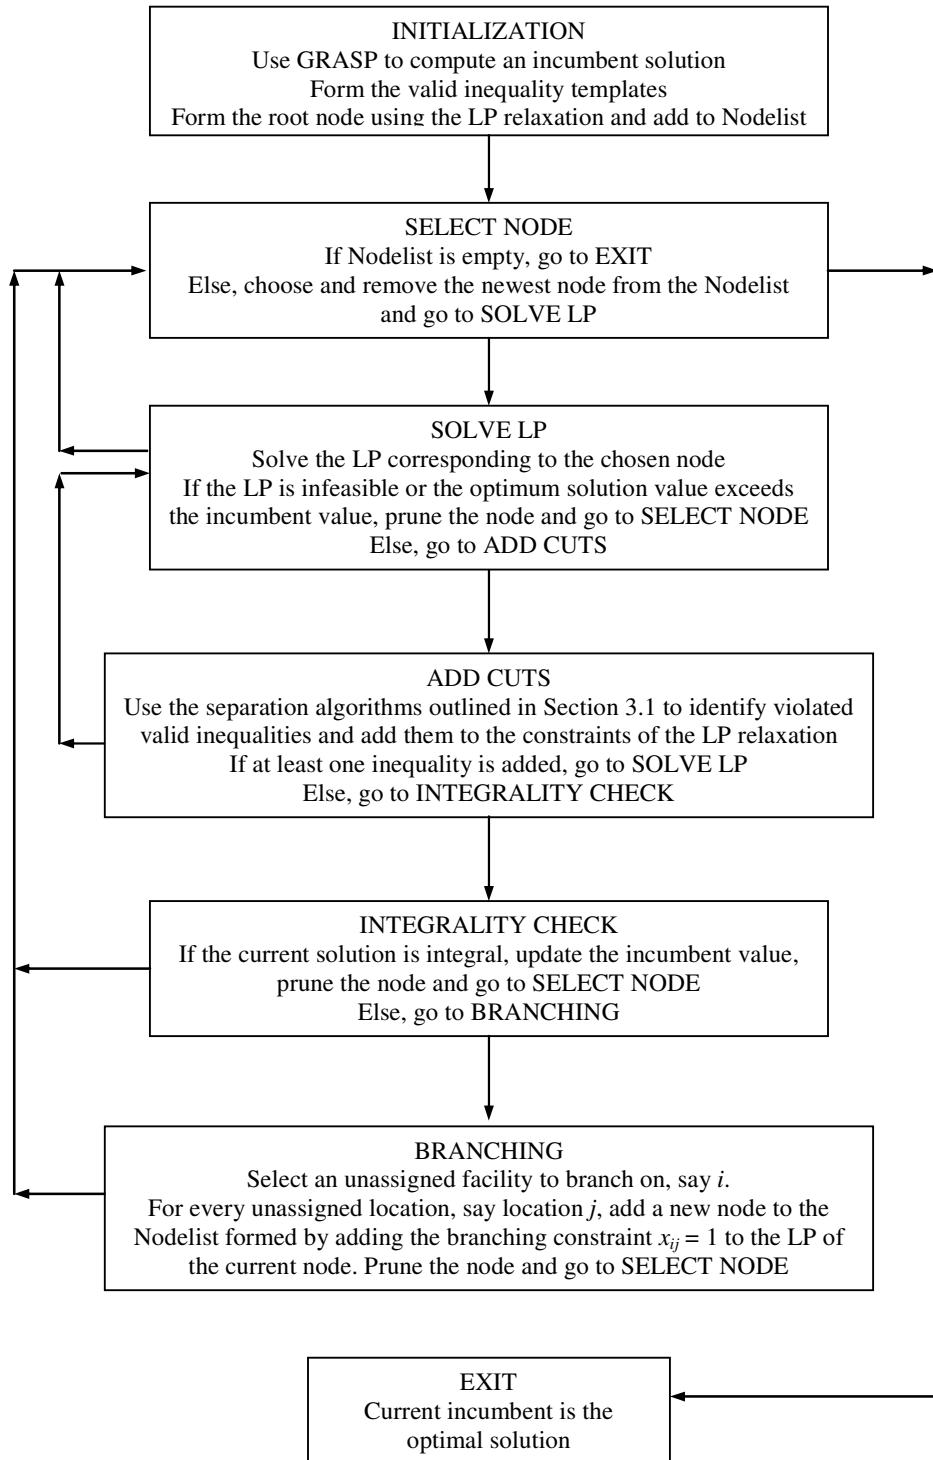 INITIALIZATION
Use GRASP to compute an incumbent solution
Form the valid inequality templates
Form the root node using the LP relaxation and add to Nodelist
SELECT NODE
If Nodelist is empty, go to EXIT
Else, choose and remove the newest node from the Nodelist
and go to SOLVE LP
SOLVE LP
Solve the LP corresponding to the chosen node
If the LP is infeasible or the optimum solution value exceeds
the incumbent value, prune the node and go to SELECT NODE
Else, go to ADD CUTS
ADD CUTS
Use the separation algorithms outlined in Section 3.1 to identify violated
valid inequalities and add them to the constraints of the LP relaxation
If at least one inequality is added, go to SOLVE LP
Else, go to INTEGRALITY CHECK
INTEGRALITY CHECK
If the current solution is integral, update the incumbent value,
prune the node and go to SELECT NODE
Else, go to BRANCHING
BRANCHING
Select an unassigned facility to branch on, say i.
For every unassigned location, say location j, add a new node to the
Nodelist formed by adding the branching constraint x_ij = 1 to the LP of
the current node. Prune the node and go to SELECT NODE
EXIT
Current incumbent is the
optimal solution